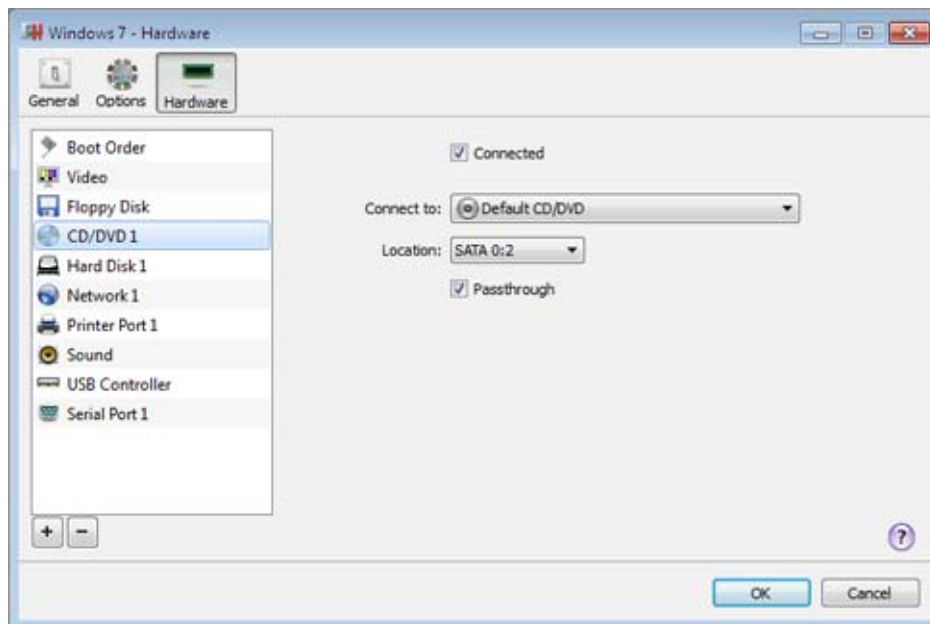 Windows 7 - Hardware
General Options Hardware
Boot Order
Video
Floppy Disk
CD/DVD 1
Hard Disk 1
Network 1
Printer Port 1
Sound
USB Controller
Serial Port 1
+ -
Connected
Connect to: Default CD/DVD
Location: SATA 0:2
Passthrough
?
OK Cancel